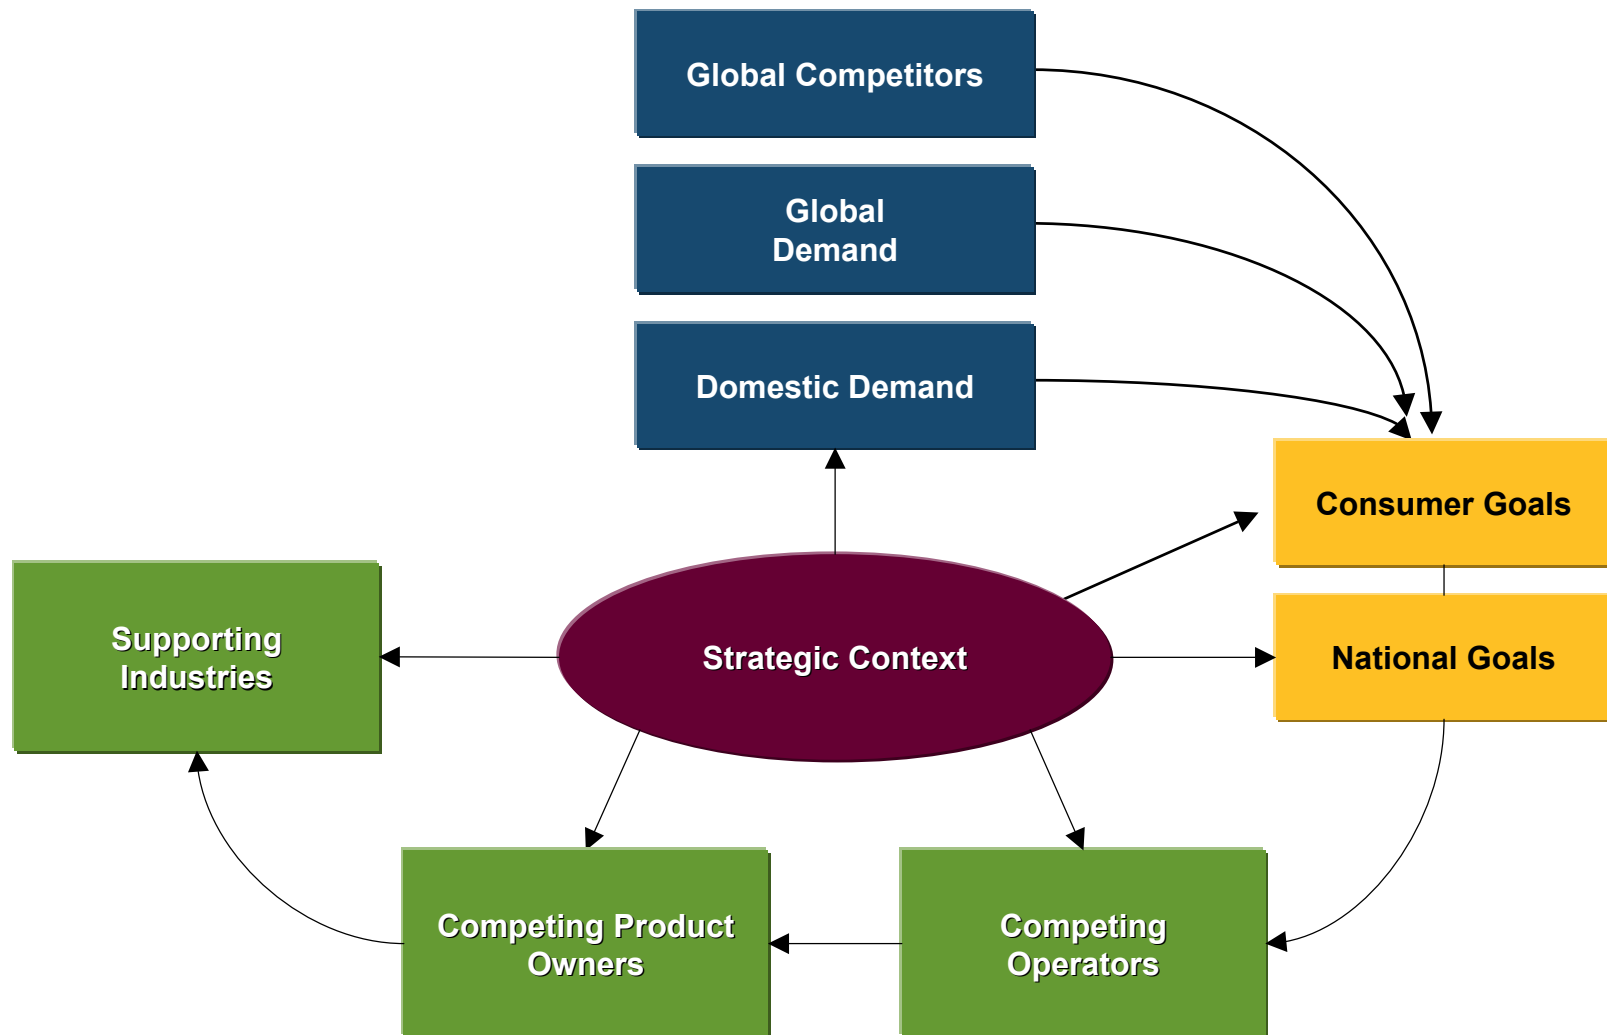 Global Competitors
Global
Demand
Domestic Demand
Consumer Goals
Supporting
Industries
Strategic Context
National Goals
Competing Product
Owners
Competing
Operators